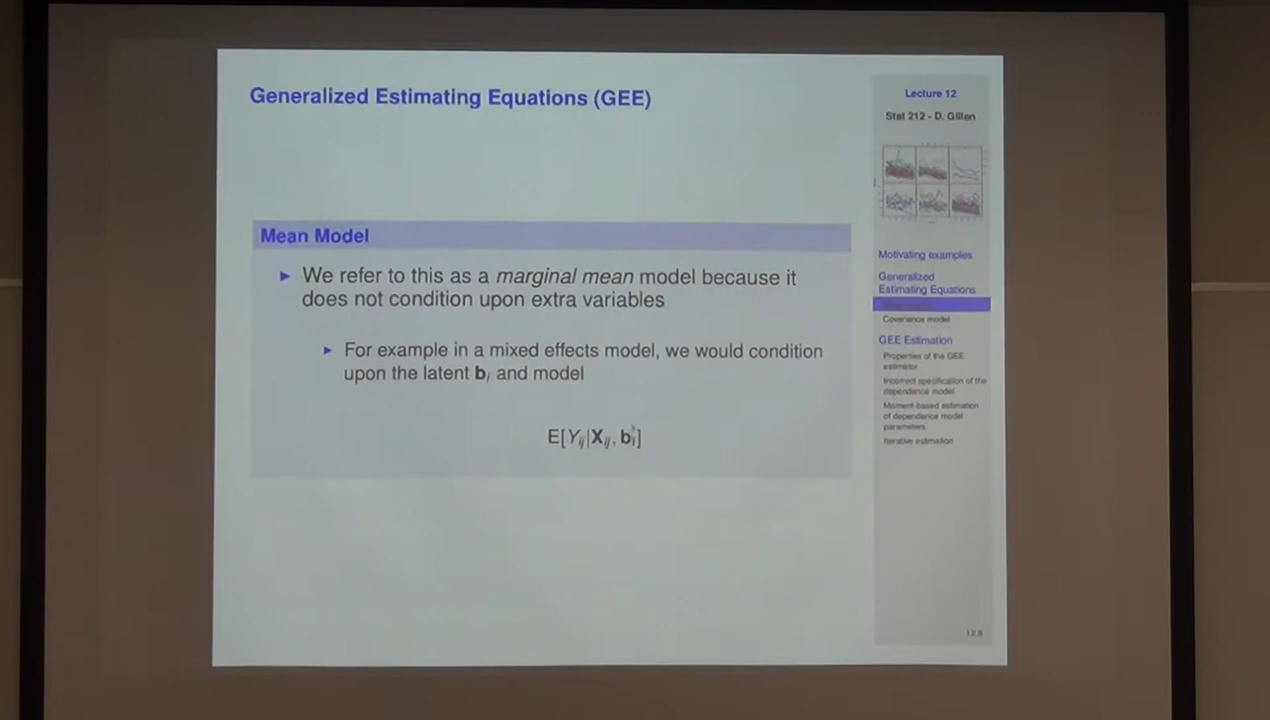 Generalized Estimating Equations (GEE)
Mean Model
► We refer to this as a marginal mean model because it
does not condition upon extra variables
► For example in a mixed effects model, we would condition
upon the latent bᵢ and model
E[Yᵢⱼ|Xᵢⱼ, bᵢ]
Lecture 12
Stat 212 - D. Gillen
Motivating examples
Generalized
Estimating Equations
Covariance model
GEE Estimation
Properties of the GEE
estimator
Incorrect specification of the
dependence model
Moment-based estimation
of dependence model
parameters
Iterative estimation
12.8